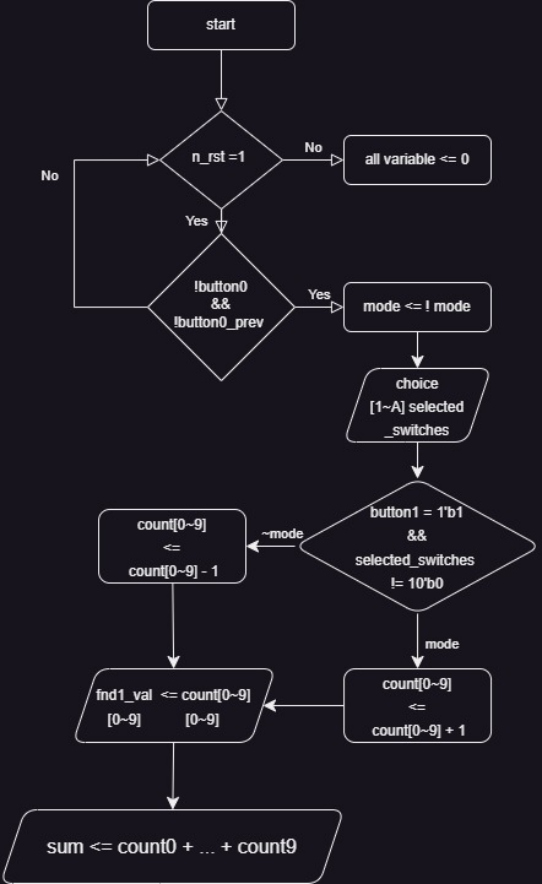 start
n_rst =1
No
all variable <= 0
No
Yes
!button0
&&
!button0_prev
Yes
mode <= ! mode
choice
[1~A] selected
_switches
button1 = 1'b1
&&
selected_switches
!= 10'b0
~mode
count[0~9]
<=
count[0~9] - 1
mode
count[0~9]
<=
count[0~9] + 1
fnd1_val <= count[0~9]
[0~9] [0~9]
sum <= count0 + ... + count9